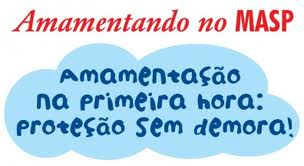 Amamentando no MASP
Amamentação
na primeira hora:
proteção sem demora!